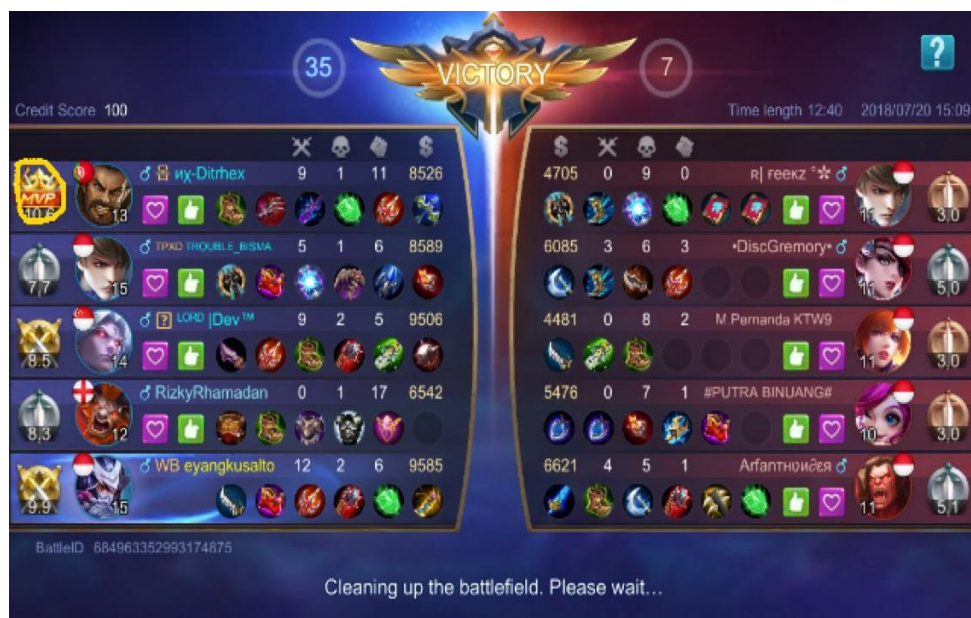 35 VICTORY 7
?
Credit Score 100
Time length 12:40 2018/07/20 15:09
$
$
MVP 10,6 13 иχ-Ditrhex 9 1 11 8526
4705 0 9 0 11 3,0
7,7 15 TPXD TROUBLE_BISMA 5 1 6 8589
6085 3 6 3 •DiscGremory• 11 5,0
8.5 14 ? LORD |Dev™ 9 2 5 9506
4481 0 8 2 M Pernanda KTW9 11 3,0
8,3 12 RizkyRhamadan 0 1 17 6542
5476 0 7 1 #PUTRA BINUANG# 10 3,0
9.9 15 WB eyangkusalto 12 2 6 9585
6621 4 5 1 11 5,1
BattleID 684963352993174875
Cleaning up the battlefield. Please wait...